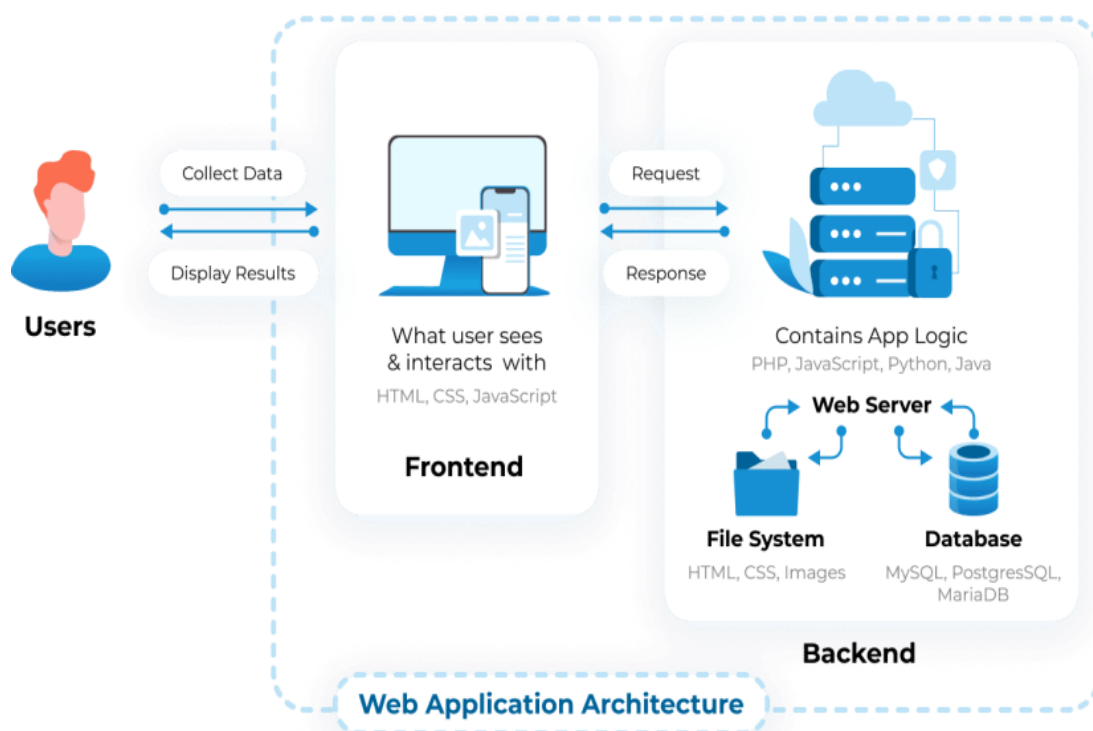 Collect Data
Display Results
Users
What user sees
& interacts with
HTML, CSS, JavaScript
Frontend
Request
Response
Contains App Logic
PHP, JavaScript, Python, Java
Web Server
File System
HTML, CSS, Images
Database
MySQL, PostgresSQL,
MariaDB
Backend
Web Application Architecture